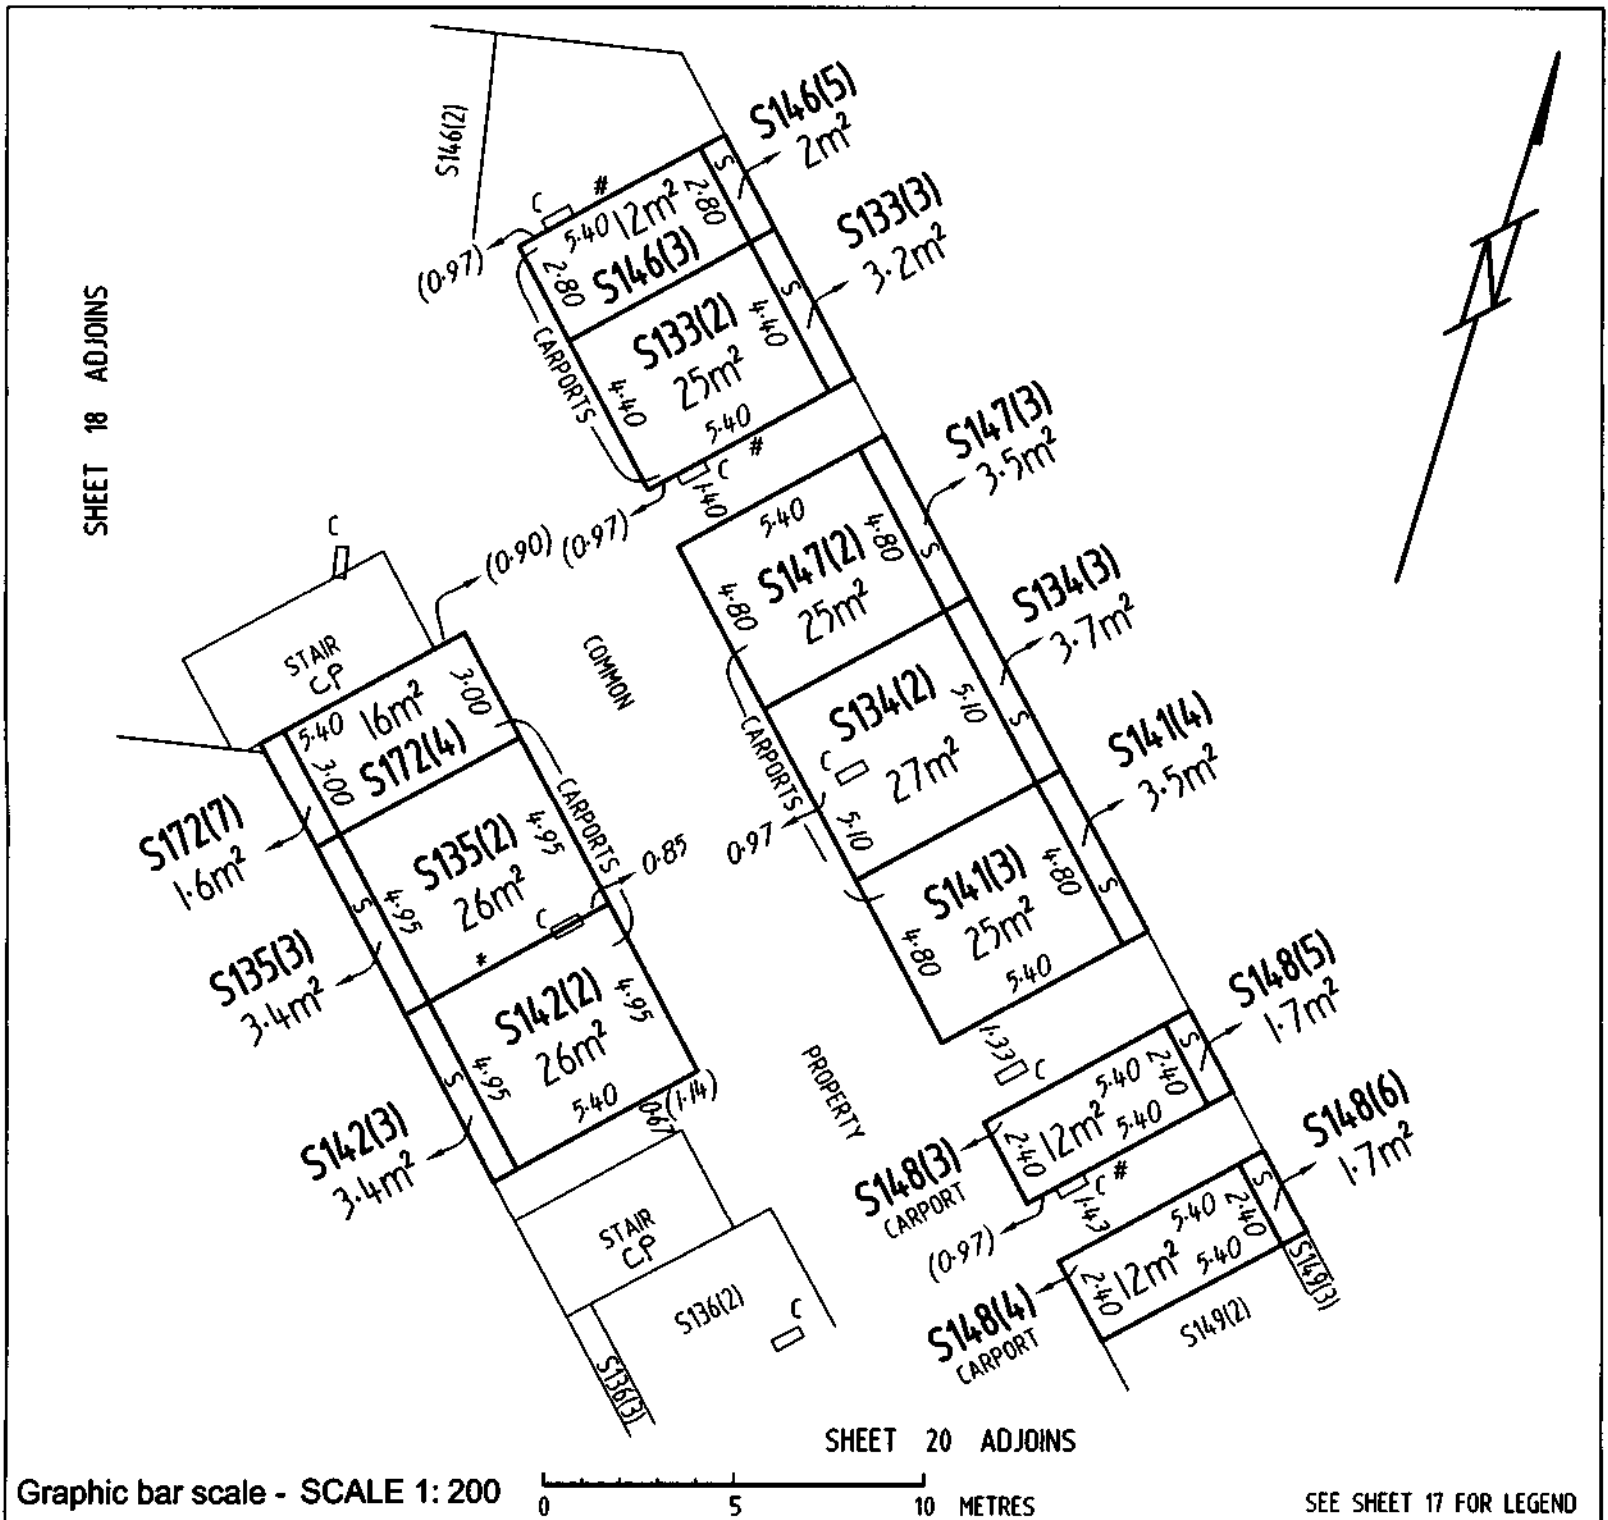 S146(2)
S146(5)
2m²
S
C
#
5.40
12m²
2.80
S146(3)
2.80
(0.97)
S133(3)
3.2m²
S
S133(2)
25m²
4.40
4.40
5.40
CARPORTS
#
C
1.40
(0.97)
SHEET 18 ADJOINS
S147(3)
3.5m²
S
5.40
4.80
S147(2)
25m²
4.80
C
(0.90)
STAIR
CP
COMMON
S134(3)
3.7m²
S
S134(2)
27m²
5.10
C
5.10
CARPORTS
0.97
5.40
16m²
3.00
S172(4)
3.00
S172(7)
1.6m²
CARPORTS
S135(2)
26m²
4.95
4.95
S
C
0.85
*
S135(3)
3.4m²
S141(4)
3.5m²
S
S141(3)
25m²
4.80
4.80
5.40
S142(2)
26m²
4.95
4.95
5.40
S
S142(3)
3.4m²
0.67
(1.14)
PROPERTY
1.33
C
S148(5)
1.7m²
S
5.40
2.40
12m²
5.40
2.40
S148(3)
CARPORT
C
#
1.43
(0.97)
S148(6)
1.7m²
S
5.40
2.40
12m²
5.40
2.40
S148(4)
CARPORT
S149(3)
S149(2)
STAIR
CP
S136(2)
C
S136(3)
N
SHEET 20 ADJOINS
Graphic bar scale - SCALE 1: 200
0 5 10 METRES
SEE SHEET 17 FOR LEGEND